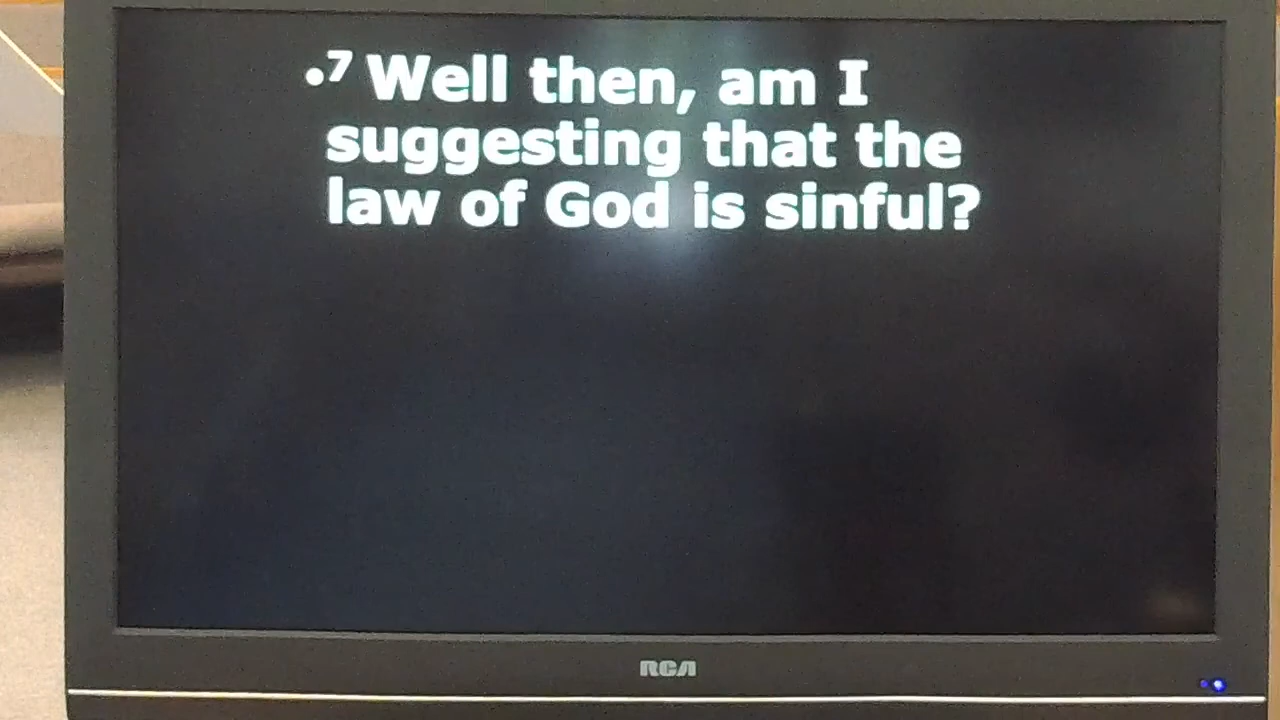 •⁷ Well then, am I
suggesting that the
law of God is sinful?
RCA